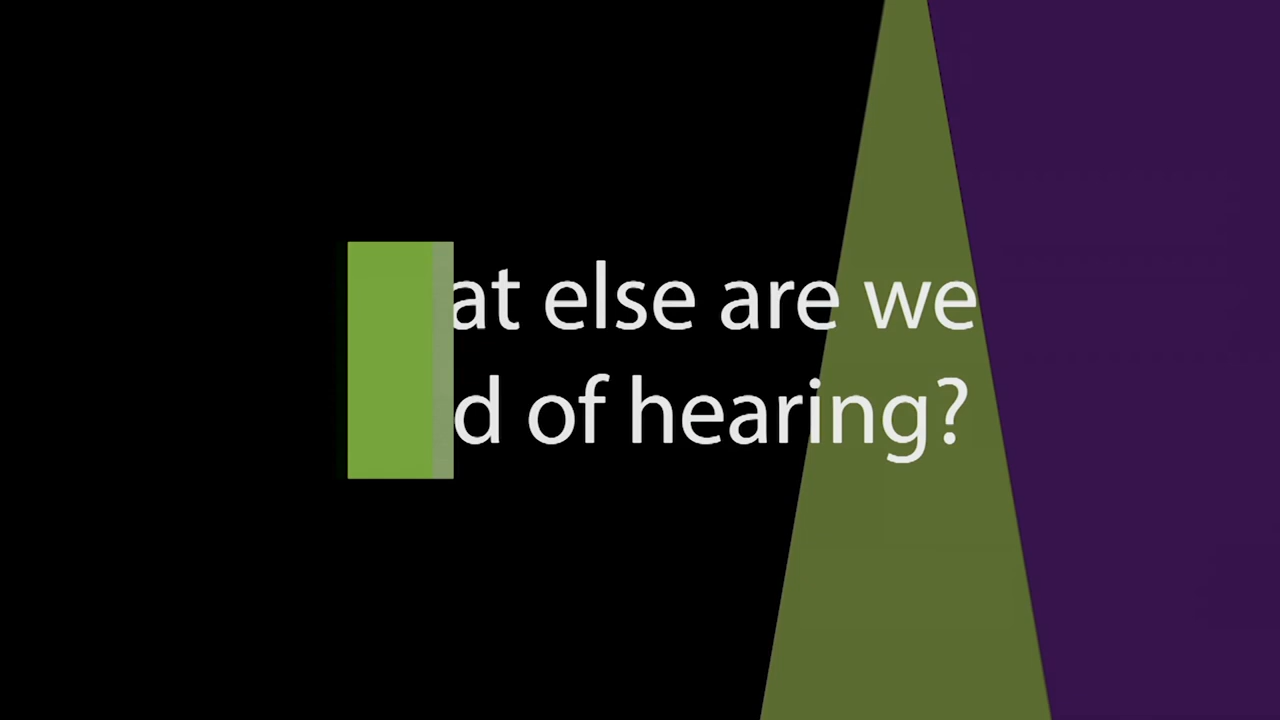 at else are we
d of hearing?